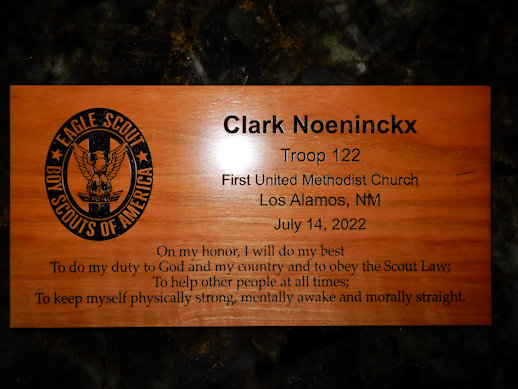 EAGLE SCOUT
BOY SCOUTS OF AMERICA
Clark Noeninckx
Troop 122
First United Methodist Church
Los Alamos, NM
July 14, 2022
On my honor, I will do my best
To do my duty to God and my country and to obey the Scout Law;
To help other people at all times;
To keep myself physically strong, mentally awake and morally straight.